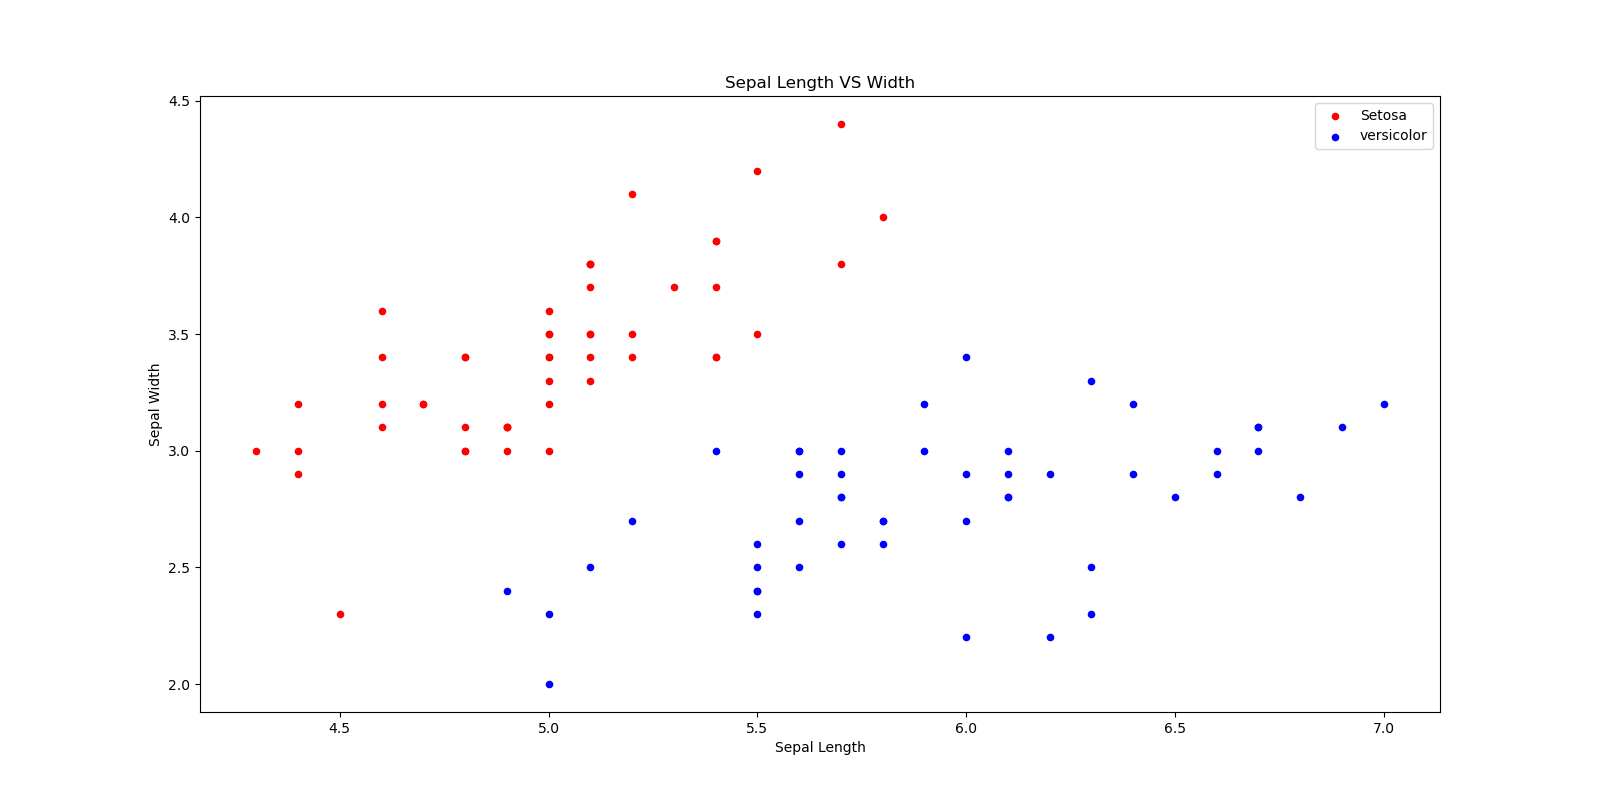 Sepal Length VS Width
Setosa
versicolor
4.5
4.0
3.5
3.0
2.5
2.0
Sepal Width
4.5 5.0 5.5 6.0 6.5 7.0
Sepal Length